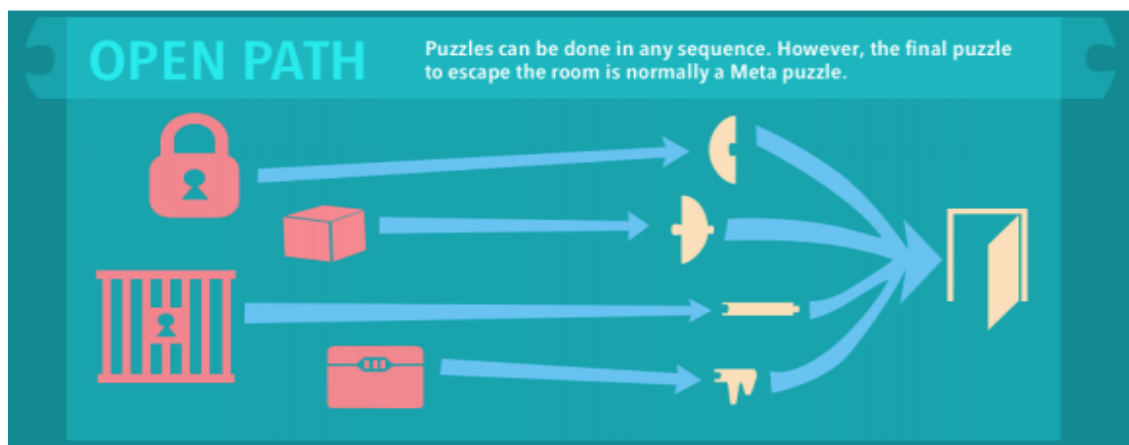 OPEN PATH
Puzzles can be done in any sequence. However, the final puzzle
to escape the room is normally a Meta puzzle.